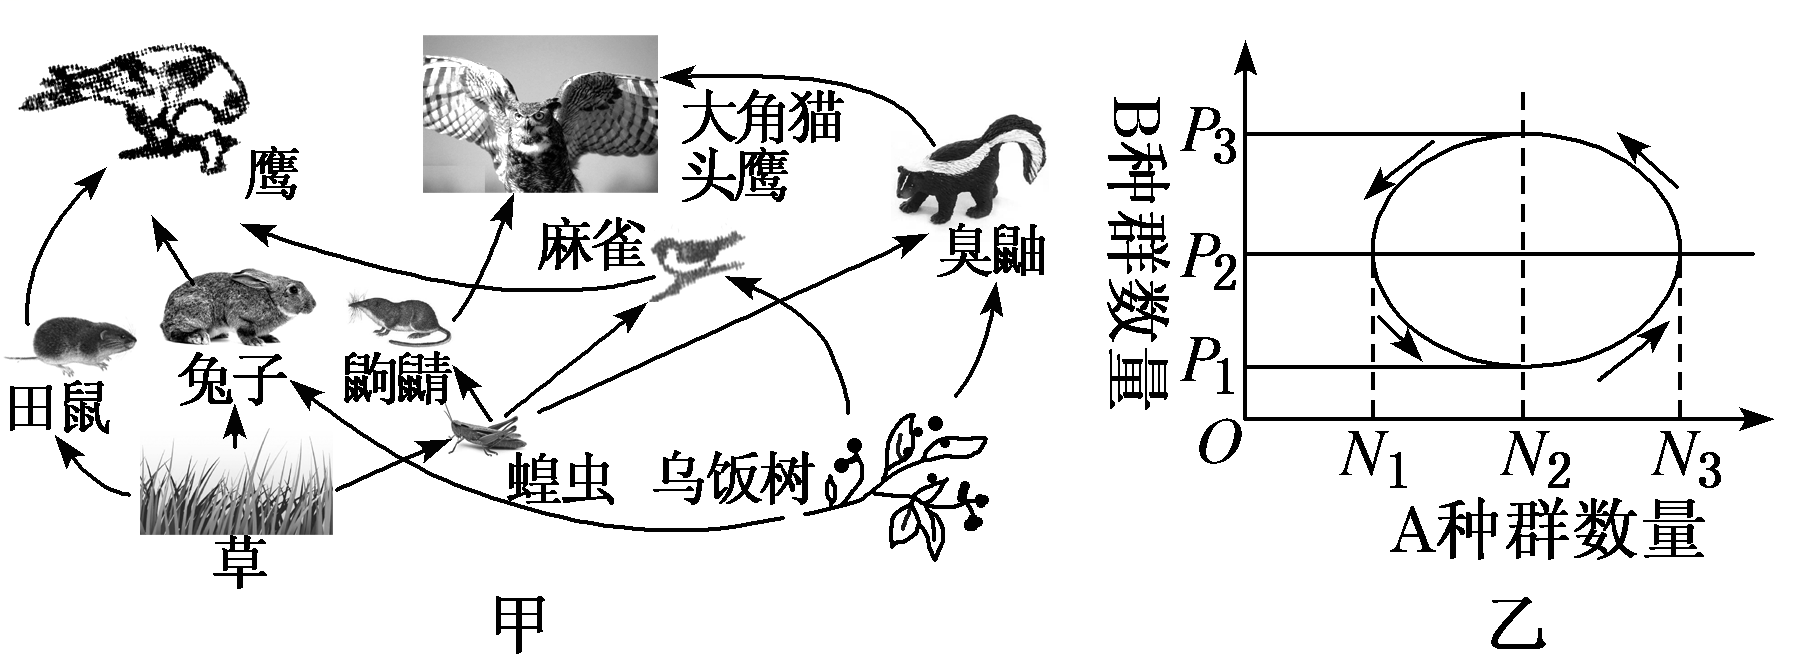 鹰
大角猫
头鹰
麻雀
臭鼬
田鼠
兔子
鼩鼱
蝗虫
乌饭树
草
甲
B种群数量
P3
P2
P1
O
N1
N2
N3
A种群数量
乙